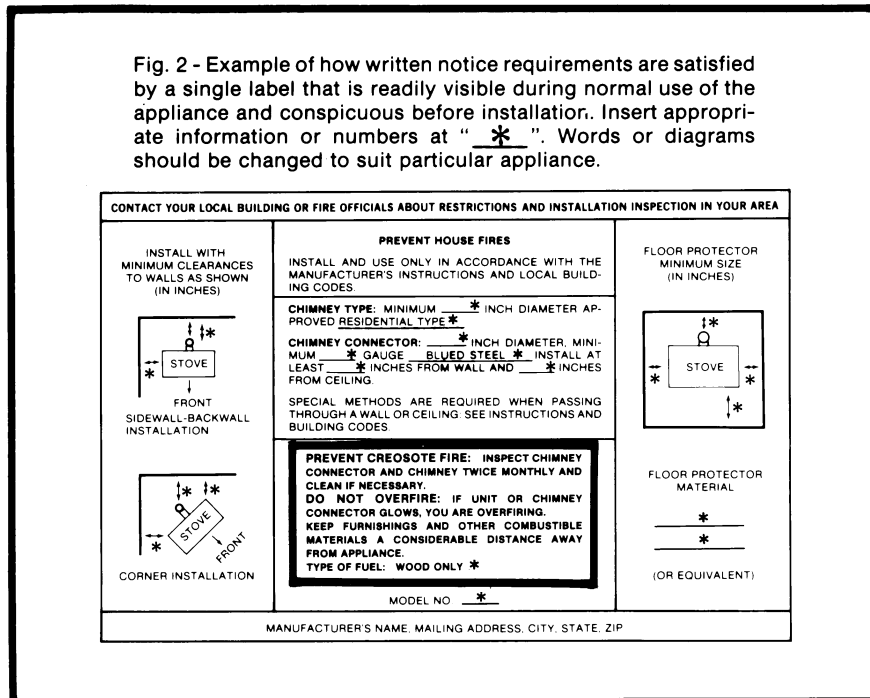 Fig. 2 - Example of how written notice requirements are satisfied
by a single label that is readily visible during normal use of the
appliance and conspicuous before installation. Insert appropri-
ate information or numbers at " * ". Words or diagrams
should be changed to suit particular appliance.
CONTACT YOUR LOCAL BUILDING OR FIRE OFFICIALS ABOUT RESTRICTIONS AND INSTALLATION INSPECTION IN YOUR AREA
INSTALL WITH
MINIMUM CLEARANCES
TO WALLS AS SHOWN
(IN INCHES)
* 
* STOVE
FRONT
SIDEWALL-BACKWALL
INSTALLATION
* *
* STOVE
FRONT
CORNER INSTALLATION
PREVENT HOUSE FIRES
INSTALL AND USE ONLY IN ACCORDANCE WITH THE
MANUFACTURER'S INSTRUCTIONS AND LOCAL BUILD-
ING CODES.
CHIMNEY TYPE: MINIMUM ____* INCH DIAMETER AP-
PROVED RESIDENTIAL TYPE *
CHIMNEY CONNECTOR: ____* INCH DIAMETER, MINI-
MUM ___* GAUGE BLUED STEEL * INSTALL AT
LEAST ___* INCHES FROM WALL AND ___* INCHES
FROM CEILING.
SPECIAL METHODS ARE REQUIRED WHEN PASSING
THROUGH A WALL OR CEILING: SEE INSTRUCTIONS AND
BUILDING CODES
PREVENT CREOSOTE FIRE: INSPECT CHIMNEY
CONNECTOR AND CHIMNEY TWICE MONTHLY AND
CLEAN IF NECESSARY.
DO NOT OVERFIRE: IF UNIT OR CHIMNEY
CONNECTOR GLOWS, YOU ARE OVERFIRING.
KEEP FURNISHINGS AND OTHER COMBUSTIBLE
MATERIALS A CONSIDERABLE DISTANCE AWAY
FROM APPLIANCE.
TYPE OF FUEL: WOOD ONLY *
MODEL NO * 
FLOOR PROTECTOR
MINIMUM SIZE
(IN INCHES)
*
* STOVE *
*
FLOOR PROTECTOR
MATERIAL
*
*
(OR EQUIVALENT)
MANUFACTURER'S NAME, MAILING ADDRESS, CITY, STATE, ZIP